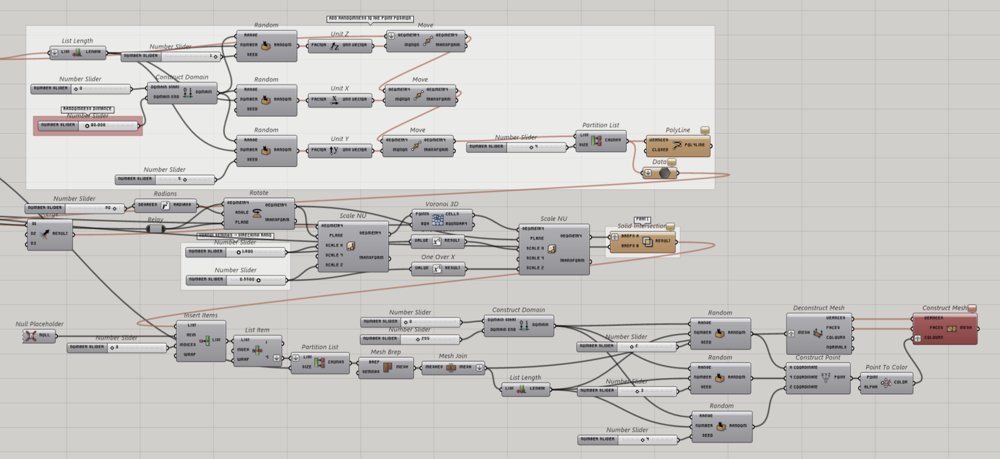 ADD RANDOMNESS TO THE POINT POSITION
Random
Unit Z
Move
List Length
LIST LENGTH
Number Slider
NUMBER SLIDER 1
RANGE
NUMBER RANDOM
SEED
FACTOR UNIT VECTOR
GEOMETRY GEOMETRY
MOTION TRANSFORM
Number Slider
NUMBER SLIDER 0
Construct Domain
DOMAIN START
DOMAIN END DOMAIN
Random
RANGE
NUMBER RANDOM
SEED
Unit X
FACTOR UNIT VECTOR
Move
GEOMETRY GEOMETRY
MOTION TRANSFORM
RANDOMNESS DISTANCE
Number Slider
NUMBER SLIDER
Random
RANGE
NUMBER RANDOM
SEED
Unit Y
FACTOR UNIT VECTOR
Move
GEOMETRY GEOMETRY
MOTION TRANSFORM
Number Slider
NUMBER SLIDER 4
Partition List
LIST
SIZE CHUNKS
PolyLine
VERTICES
CLOSED POLYLINE
Data
Number Slider
NUMBER SLIDER 5
Number Slider
NUMBER SLIDER 90
Radians
DEGREES RADIANS
Rotate
GEOMETRY GEOMETRY
ANGLE
PLANE TRANSFORM
Relay
D1
D2 RESULT
D3
Number Slider
NUMBER SLIDER
Number Slider
NUMBER SLIDER 0.5500
Scale NU
GEOMETRY GEOMETRY
PLANE
SCALE X
SCALE Y TRANSFORM
SCALE Z
Voronoi 3D
POINTS CELLS
BOX BOUNDARY
VALUE RESULT
One Over X
VALUE RESULT
Scale NU
GEOMETRY GEOMETRY
PLANE
SCALE X
SCALE Y TRANSFORM
SCALE Z
PART1
Solid Intersection
BREPS A RESULT
BREPS B
Null Placeholder
NULL
Number Slider
NUMBER SLIDER 0
Insert Items
LIST
ITEM LIST
INDICES
WRAP
List Item
LIST I
INDEX
WRAP +1
Partition List
LIST CHUNKS
SIZE
Mesh Brep
BREP MESH
SETTINGS
Mesh Join
MESHES MESH
Number Slider
NUMBER SLIDER 0
Number Slider
NUMBER SLIDER 255
Construct Domain
DOMAIN START
DOMAIN END DOMAIN
List Length
LIST LENGTH
Number Slider
NUMBER SLIDER 2
Random
RANGE
NUMBER RANDOM
SEED
Number Slider
NUMBER SLIDER 3
Random
RANGE
NUMBER RANDOM
SEED
Number Slider
NUMBER SLIDER 4
Random
RANGE
NUMBER RANDOM
SEED
Deconstruct Mesh
VERTICES
FACES
MESH COLOURS
NORMALS
Construct Point
X COORDINATE
Y COORDINATE POINT
Z COORDINATE
Point To Color
POINT COLOR
ALPHA
Construct Mesh
VERTICES
FACES MESH
COLOURS